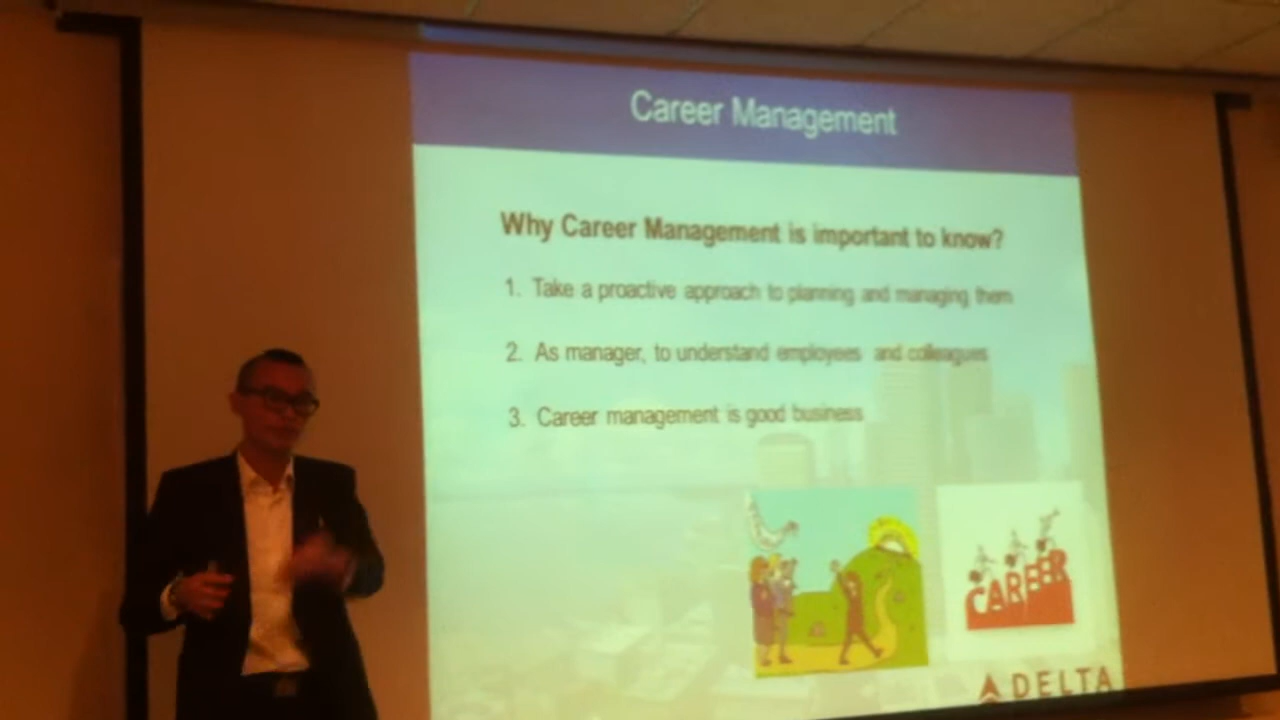 Career Management
Why Career Management is important to know?
1. Take a proactive approach to planning and managing them
2. As manager, to understand employees and colleagues
3. Career management is good business
CAREER
DELTA